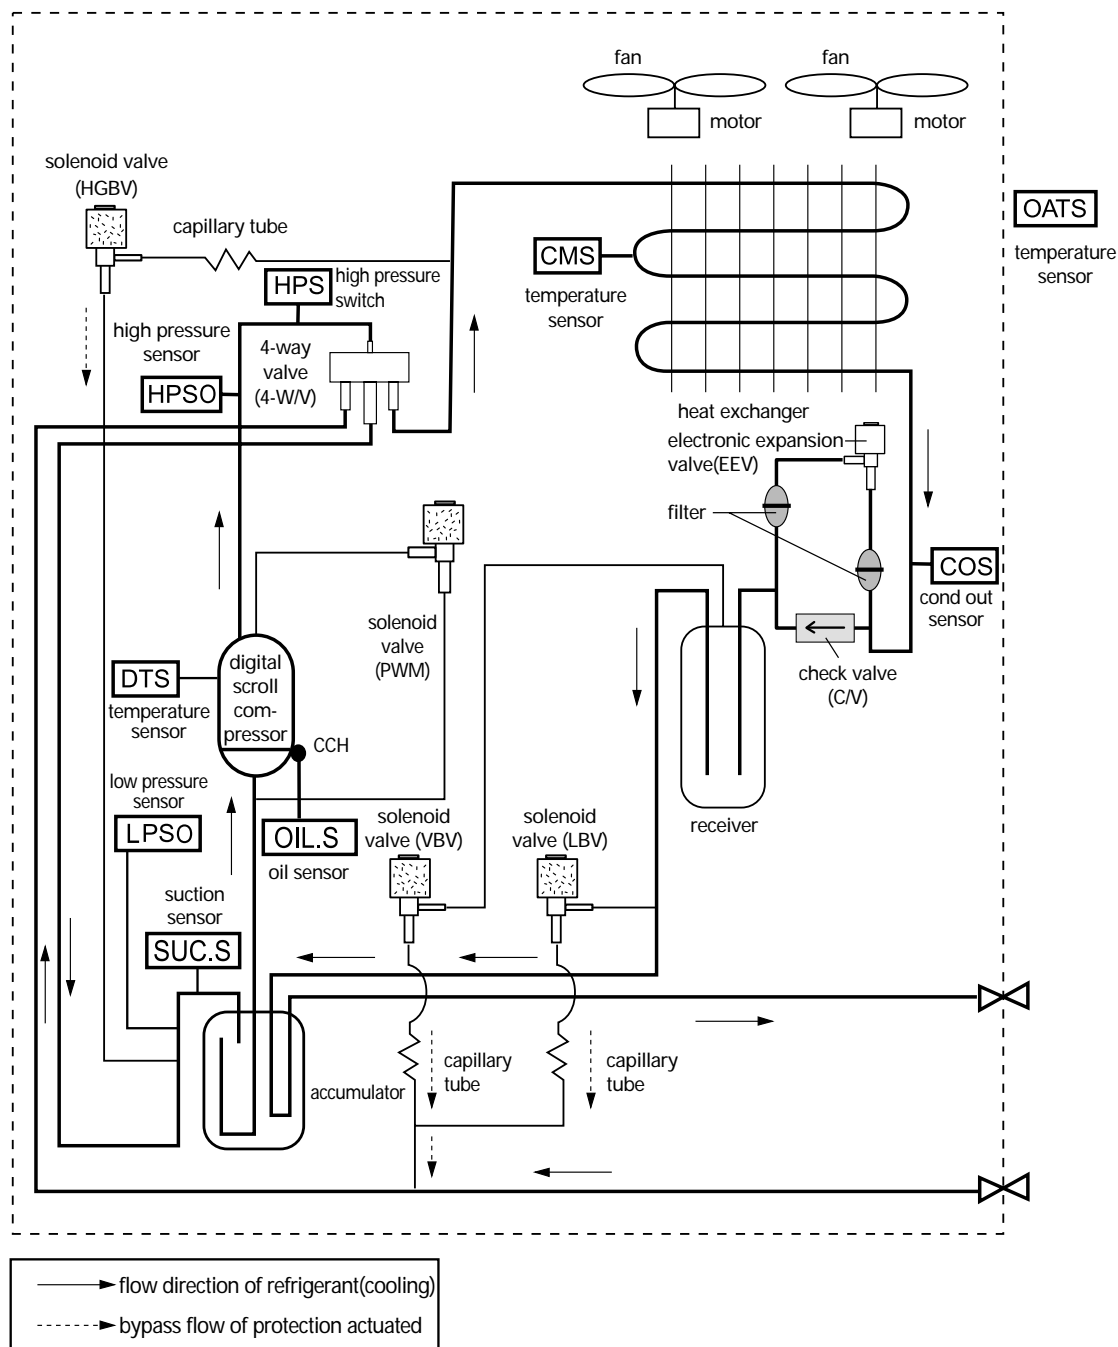 fan
fan
motor
motor
solenoid valve
(HGBV)
capillary tube
OATS
temperature
sensor
CMS
temperature
sensor
HPS
high pressure
switch
high pressure
sensor
HPSO
4-way
valve
(4-W/V)
heat exchanger
electronic expansion
valve(EEV)
filter
COS
cond out
sensor
solenoid
valve
(PWM)
check valve
(C/V)
digital
scroll
com-
pressor
DTS
temperature
sensor
CCH
low pressure
sensor
LPSO
OIL.S
oil sensor
solenoid
valve (VBV)
solenoid
valve (LBV)
receiver
suction
sensor
SUC.S
accumulator
capillary
tube
capillary
tube
flow direction of refrigerant(cooling)
bypass flow of protection actuated